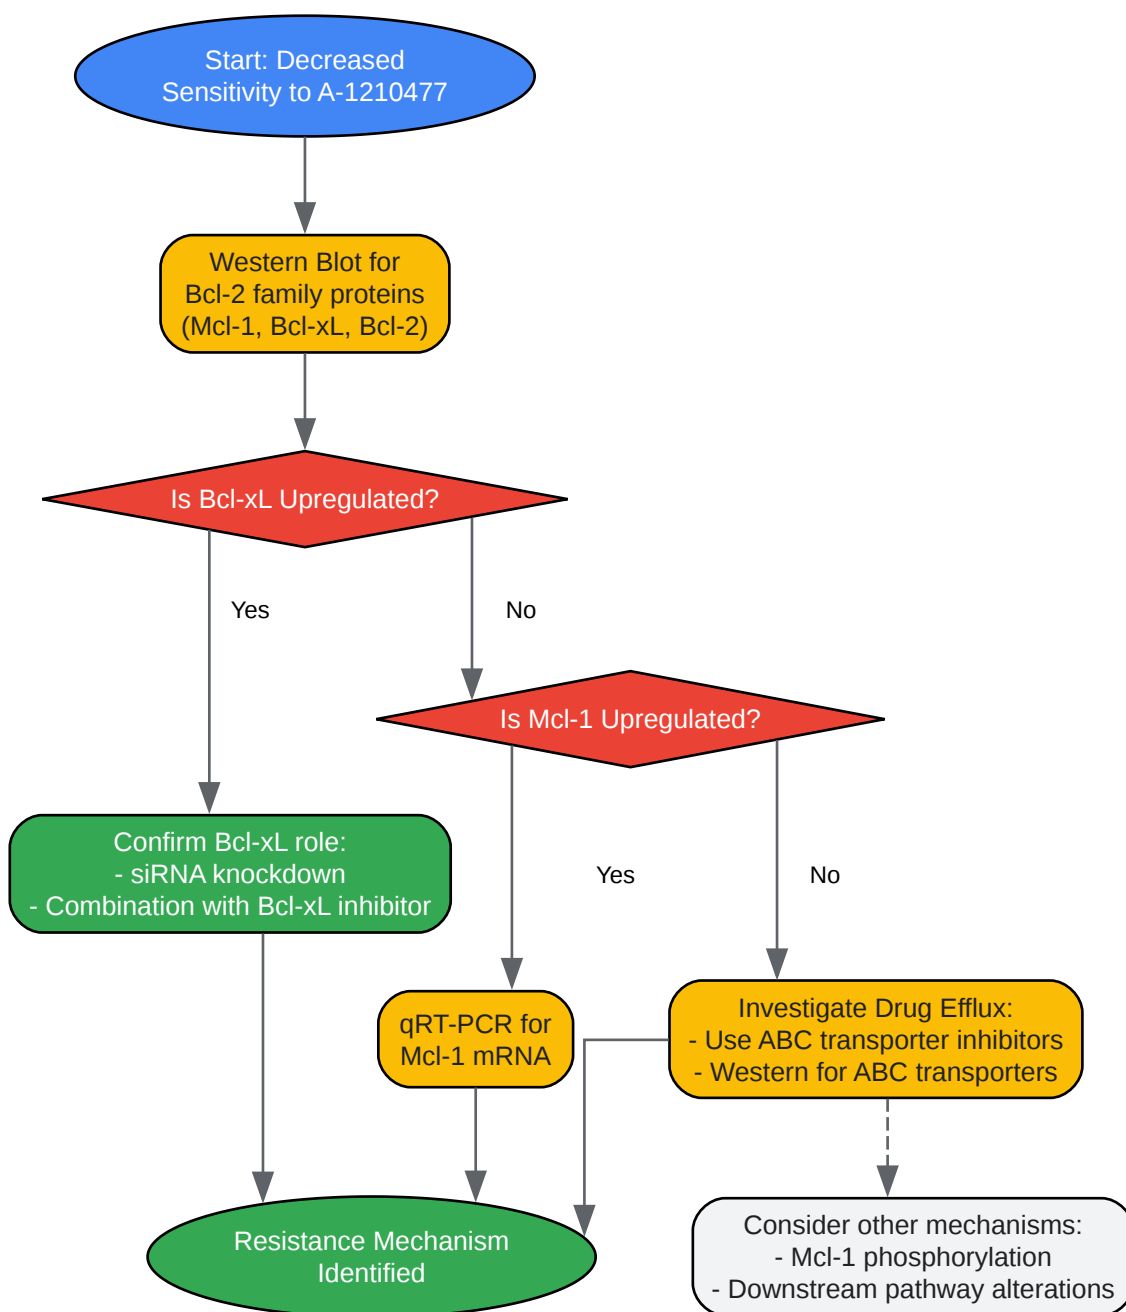 Start: Decreased
Sensitivity to A-1210477
Western Blot for
Bcl-2 family proteins
(Mcl-1, Bcl-xL, Bcl-2)
Is Bcl-xL Upregulated?
Yes
No
Is Mcl-1 Upregulated?
Confirm Bcl-xL role:
- siRNA knockdown
- Combination with Bcl-xL inhibitor
Yes
No
qRT-PCR for
Mcl-1 mRNA
Investigate Drug Efflux:
- Use ABC transporter inhibitors
- Western for ABC transporters
Resistance Mechanism
Identified
Consider other mechanisms:
- Mcl-1 phosphorylation
- Downstream pathway alterations